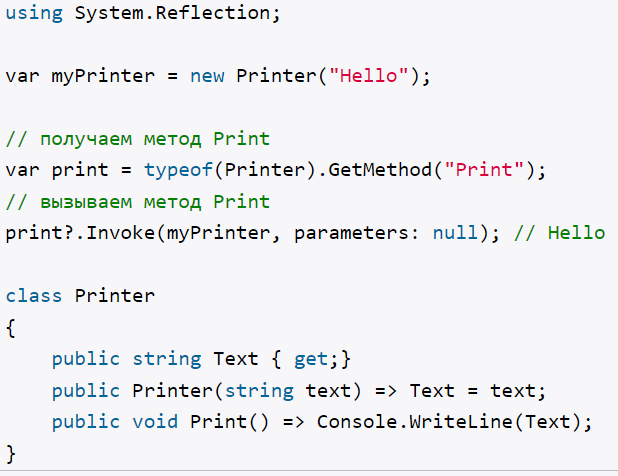 using System.Reflection;
var myPrinter = new Printer("Hello");
// получаем метод Print
var print = typeof(Printer).GetMethod("Print");
// вызываем метод Print
print?.Invoke(myPrinter, parameters: null); // Hello
class Printer
{
    public string Text { get;}
    public Printer(string text) => Text = text;
    public void Print() => Console.WriteLine(Text);
}